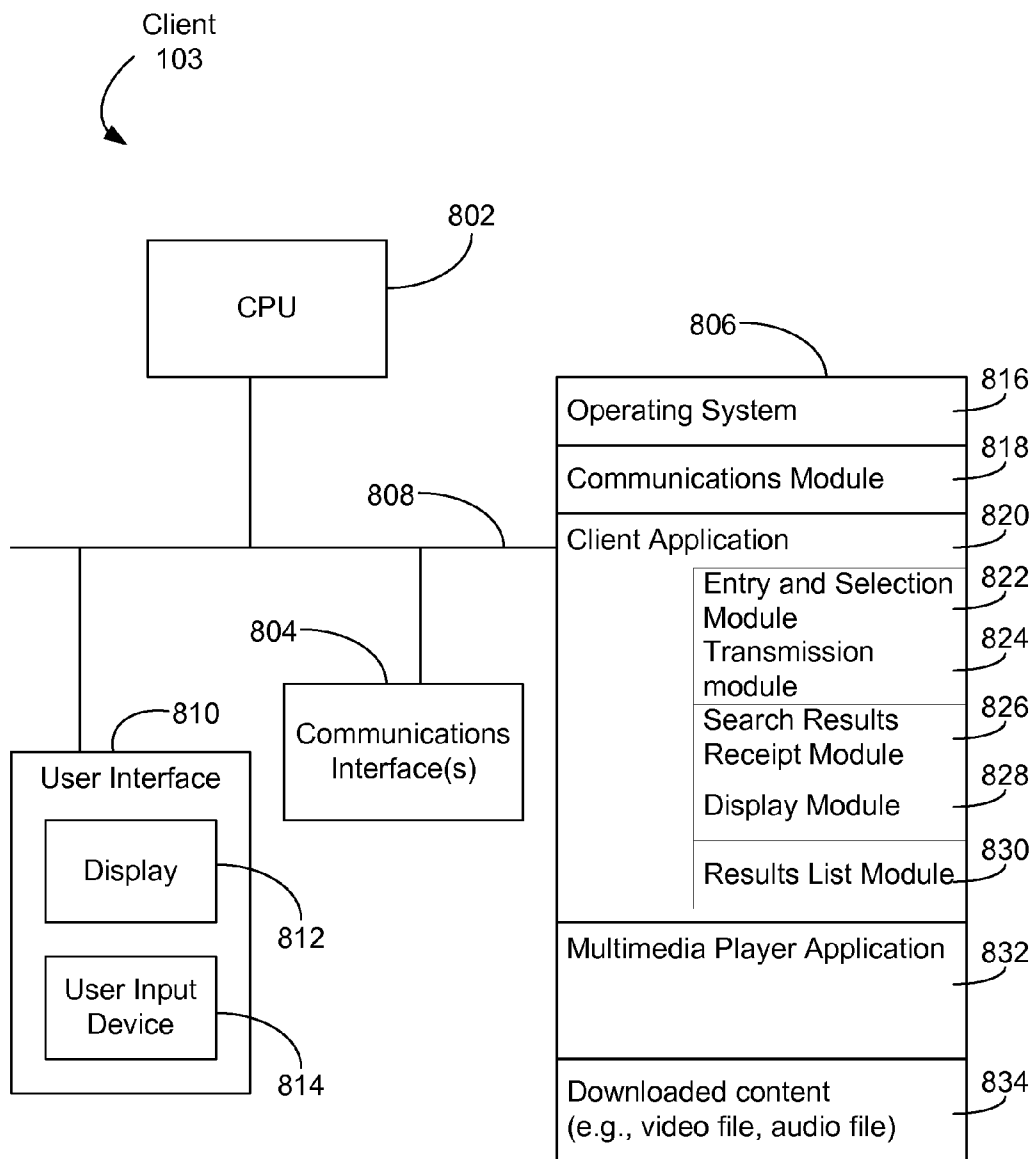 Client
103
802
CPU
806
816
Operating System
818
Communications Module
808
820
Client Application
822
Entry and Selection
Module
824
Transmission
module
804
826
Search Results
Receipt Module
810
Communications
Interface(s)
828
User Interface
Display Module
830
Display
Results List Module
812
Multimedia Player Application
832
User Input
Device
814
834
Downloaded content
(e.g., video file, audio file)